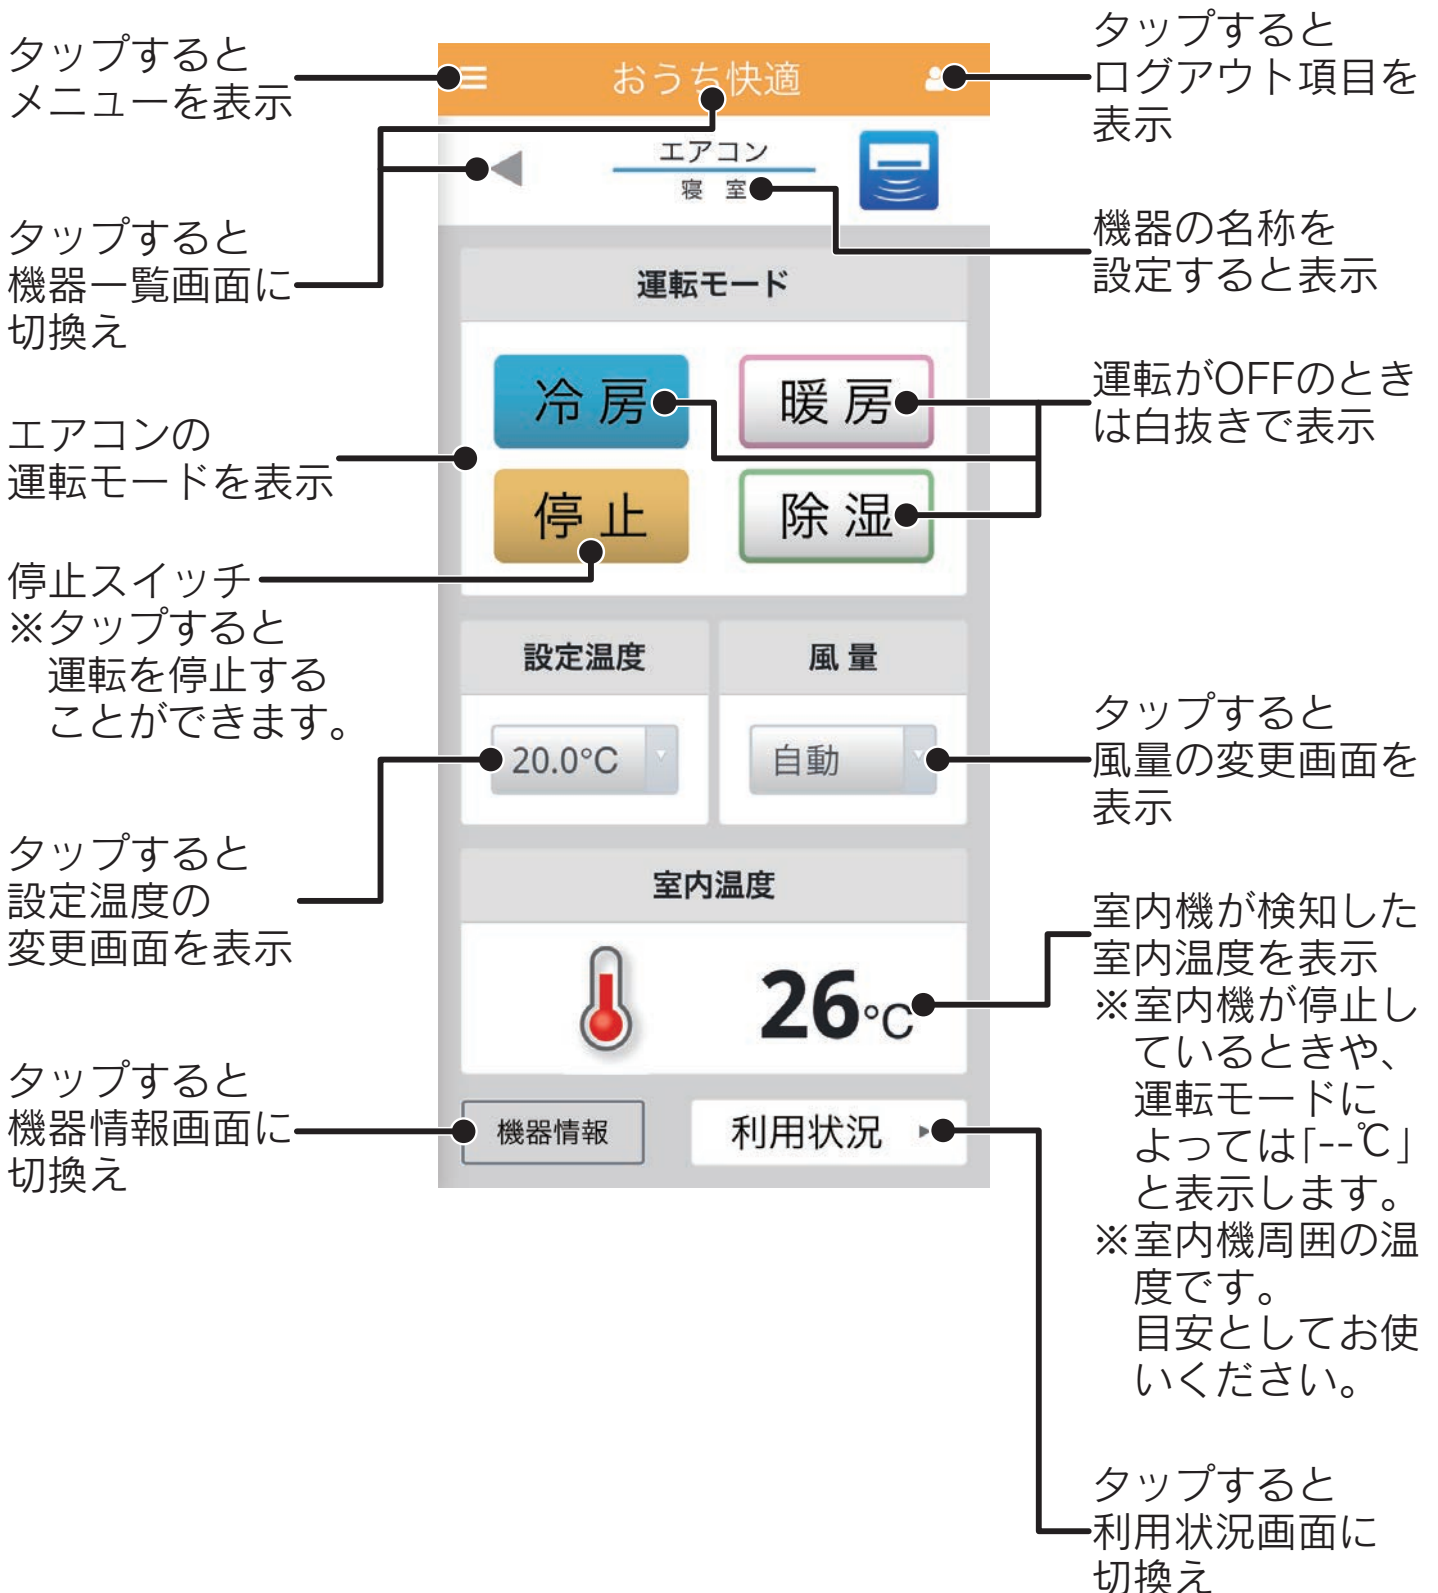 タップすると
メニューを表示
タップすると
機器一覧画面に
切換え
エアコンの
運転モードを表示
停止スイッチ
※タップすると
運転を停止する
ことができます。
タップすると
設定温度の
変更画面を表示
タップすると
機器情報画面に
切換え
おうち快適
エアコン
寝 室
運転モード
冷 房
暖 房
停 止
除 湿
設定温度
風 量
20.0°C
自動
室内温度
26°C
機器情報
利用状況
タップすると
ログアウト項目を
表示
機器の名称を
設定すると表示
運転がOFFのとき
は白抜きで表示
タップすると
風量の変更画面を
表示
室内機が検知した
室内温度を表示
※室内機が停止し
ているときや、
運転モードに
よっては「--℃」
と表示します。
※室内機周囲の温
度です。
目安としてお使
いください。
タップすると
利用状況画面に
切換え